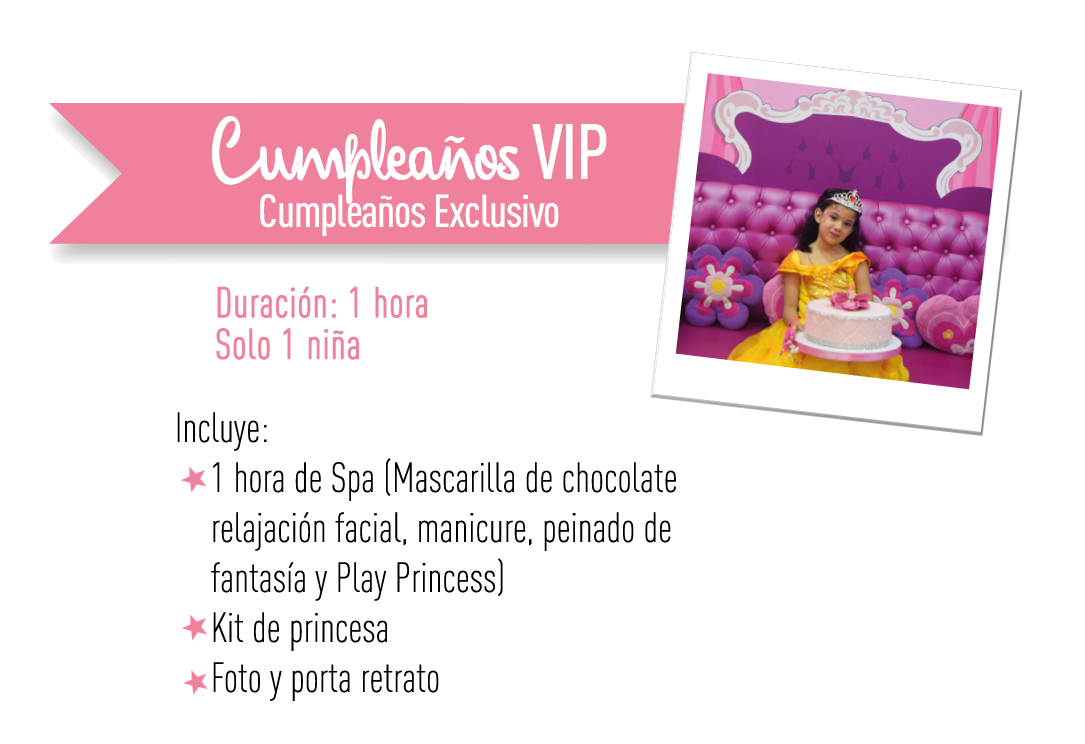 Cumpleaños VIP
Cumpleaños Exclusivo
Duración: 1 hora
Solo 1 niña
Incluye:
1 hora de Spa (Mascarilla de chocolate
relajación facial, manicure, peinado de
fantasía y Play Princess)
Kit de princesa
Foto y porta retrato